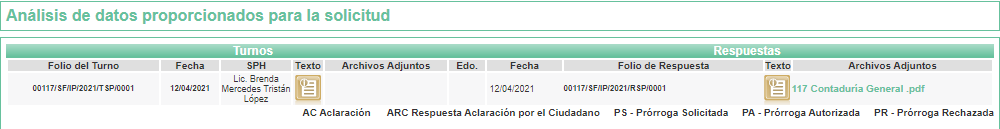 Análisis de datos proporcionados para la solicitud
Turnos Respuestas
Folio del Turno Fecha SPH Texto Archivos Adjuntos Edo. Fecha Folio de Respuesta Texto Archivos Adjuntos
00117/SF/IP/2021/TSP/0001 12/04/2021 Lic. Brenda Mercedes Tristán López 12/04/2021 00117/SF/IP/2021/RSP/0001 117 Contaduría General .pdf
AC Aclaración ARC Respuesta Aclaración por el Ciudadano PS - Prórroga Solicitada PA - Prórroga Autorizada PR - Prórroga Rechazada